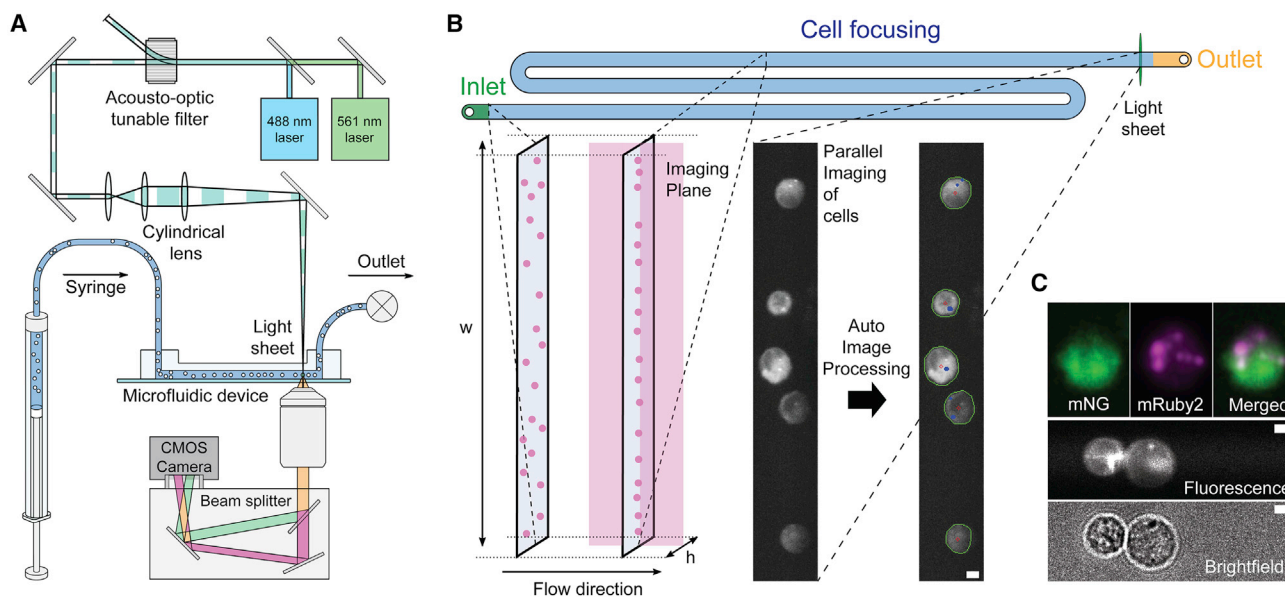 A
Acousto-optic
tunable filter
488 nm
laser
561 nm
laser
Cylindrical
lens
Syringe
Outlet
Light
sheet
Microfluidic device
CMOS
Camera
Beam splitter
B
Cell focusing
Inlet
Outlet
Light
sheet
w
Imaging
Plane
h
Flow direction
Parallel
Imaging
of
cells
Auto
Image
Processing
C
mNG
mRuby2
Merged
Fluorescence
Brightfield